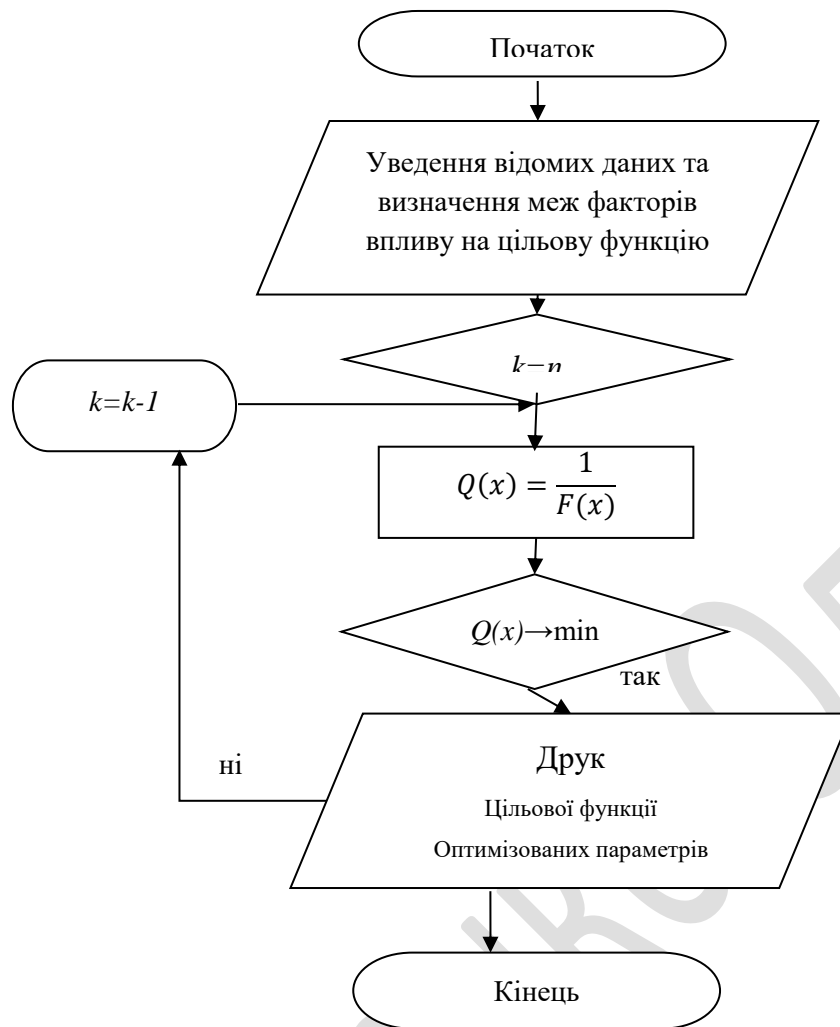 Початок
Уведення відомих даних та
визначення меж факторів
впливу на цільову функцію
k=n
k=k-1
Q(x) = 1/F(x)
Q(x)→min
так
ні
Друк
Цільової функції
Оптимізованих параметрів
Кінець